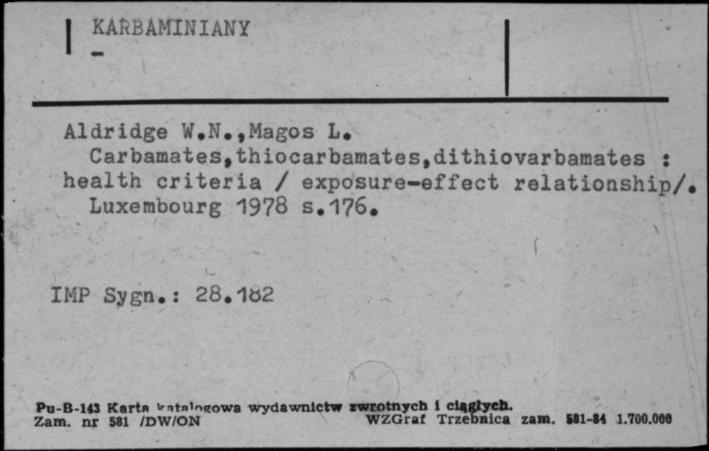 KARBAMINIANY
-
Aldridge W.N.,Magos L.
Carbamates,thiocarbamates,dithiovarbamates :
health criteria / exposure-effect relationship/.
Luxembourg 1978 s.176.
IMP Sygn.: 28.182
Pu-B-143 Karta katalogowa wydawnictw zwrotnych i ciągłych.
Zam. nr 581 /DW/ON WZGraf Trzebnica zam. 581-84 1.700.000